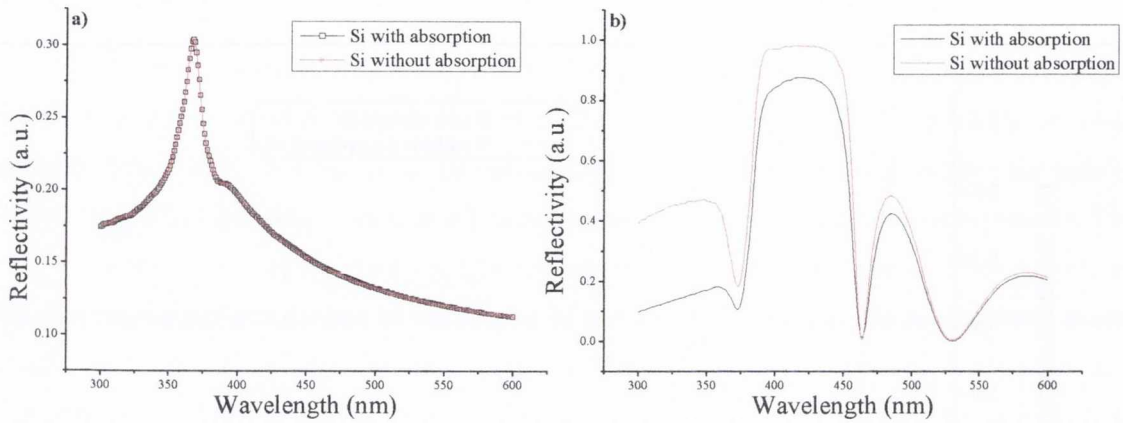 a)
Si with absorption
Si without absorption
0.30
0.25
0.20
0.15
0.10
Reflectivity (a.u.)
300
350
400
450
500
550
600
Wavelength (nm)
b)
Si with absorption
Si without absorption
1.0
0.8
0.6
0.4
0.2
0.0
Reflectivity (a.u.)
300
350
400
450
500
550
600
Wavelength (nm)